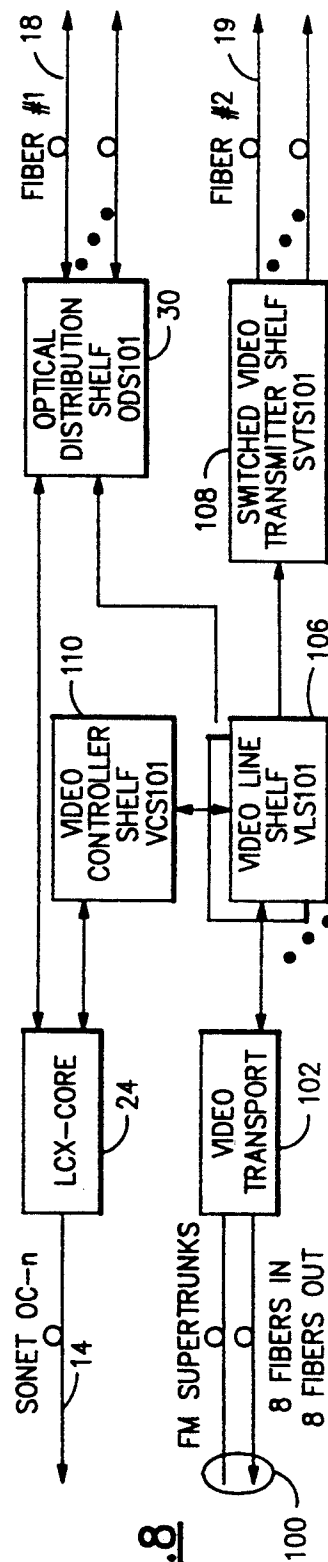 SONET OC-n
14
LCX-CORE
24
VIDEO
CONTROLLER
SHELF
VCS101
110
OPTICAL
DISTRIBUTION
SHELF
ODS101
30
FIBER #1
18
FM SUPERTRUNKS
8 FIBERS IN
8 FIBERS OUT
100
VIDEO
TRANSPORT
102
VIDEO LINE
SHELF
VLS101
106
SWITCHED VIDEO
TRANSMITTER SHELF
SVTS101
108
FIBER #2
19
.8